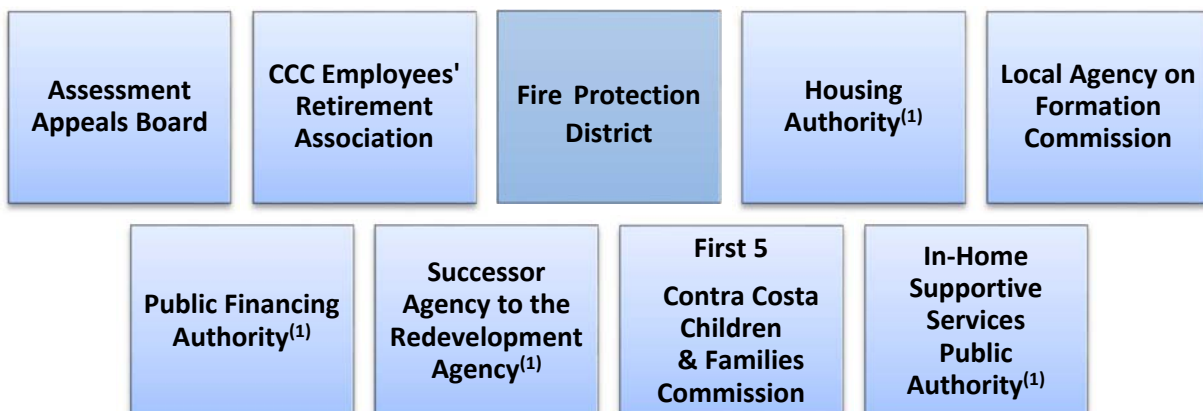 Assessment
Appeals Board
CCC Employees'
Retirement
Association
Fire Protection
District
Housing
Authority(1)
Local Agency on
Formation
Commission
Public Financing
Authority(1)
Successor
Agency to the
Redevelopment
Agency(1)
First 5
Contra Costa
Children
& Families
Commission
In-Home
Supportive
Services
Public
Authority(1)